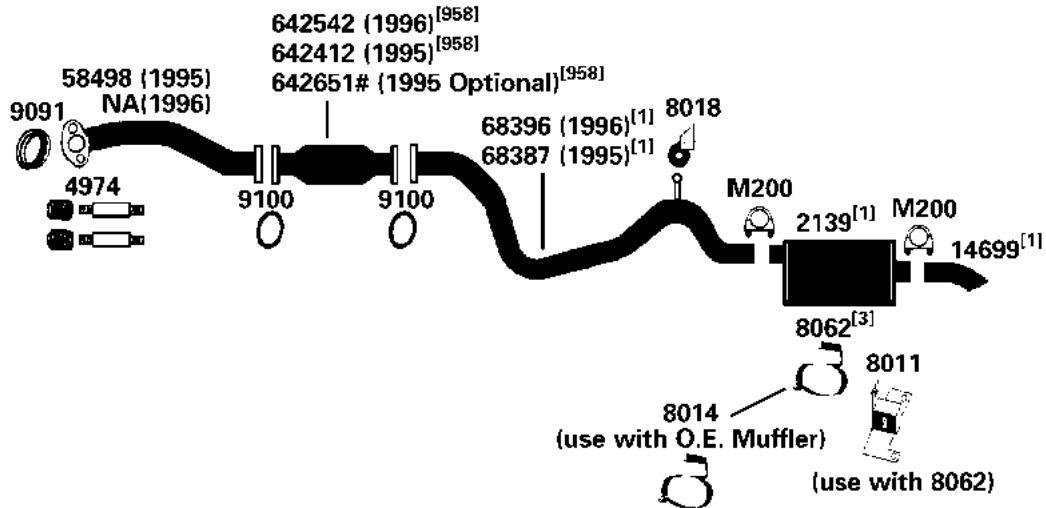 642542 (1996)[958]
642412 (1995)[958]
642651# (1995 Optional)[958]
58498 (1995)
NA(1996)
9091
4974
9100
9100
68396 (1996)[1]
68387 (1995)[1]
8018
M200
2139[1]
M200
14699[1]
8062[3]
8011
8014
(use with O.E. Muffler)
(use with 8062)